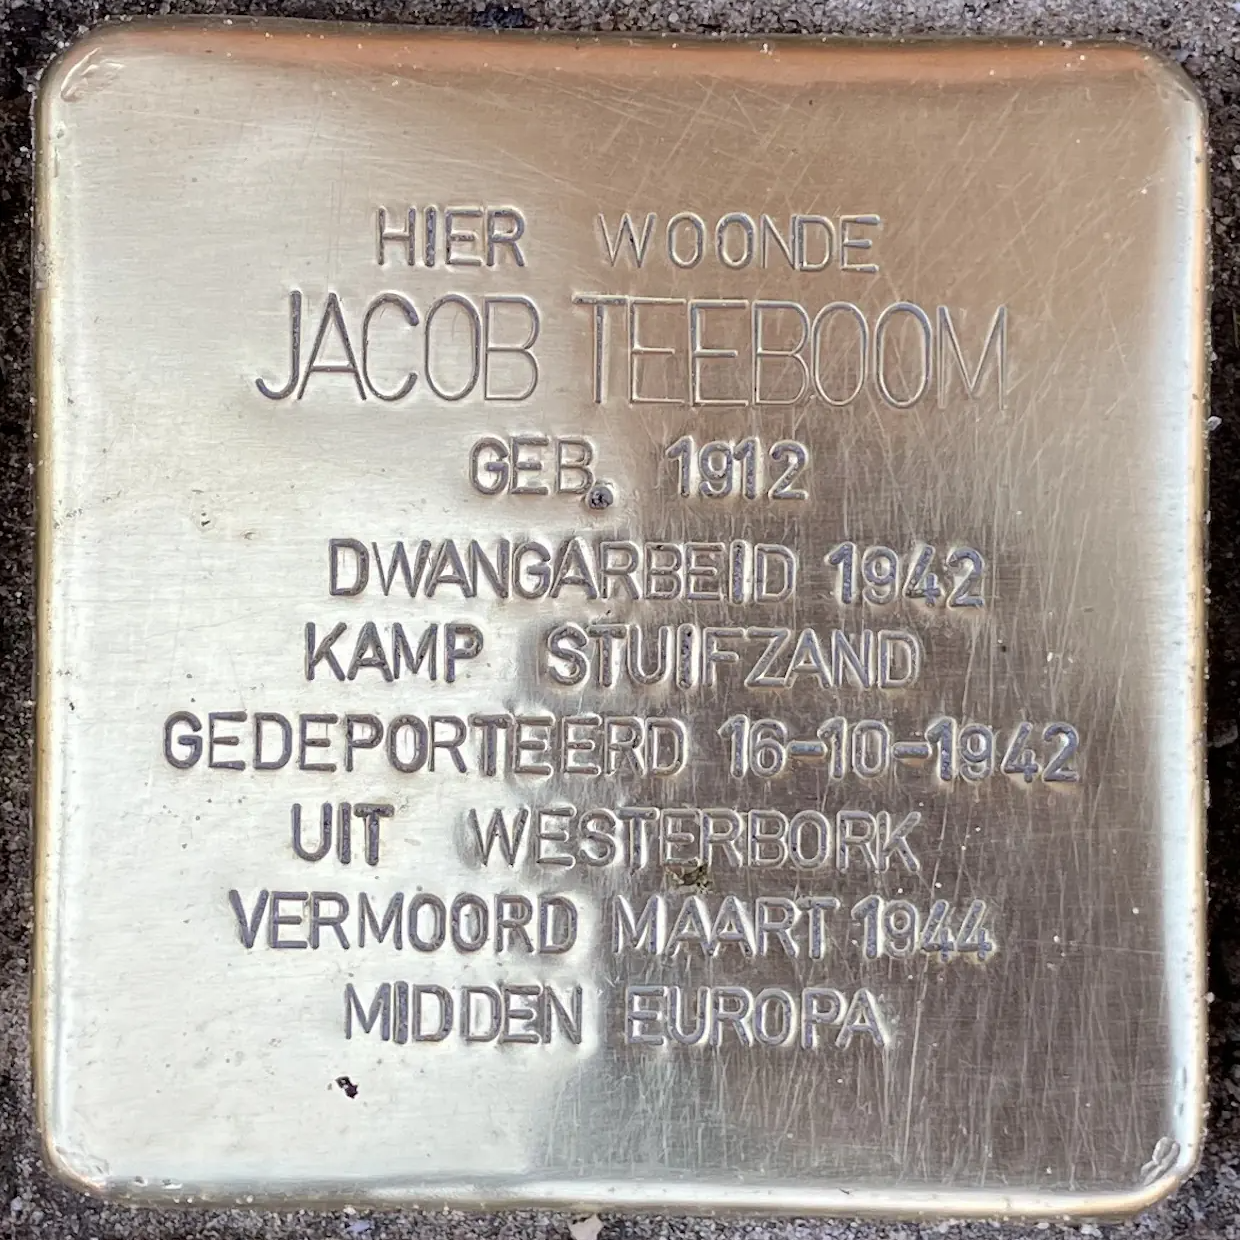 HIER WOONDE
JACOB TEEBOOM
GEB. 1912
DWANGARBEID 1942
KAMP STUIFZAND
GEDEPORTEERD 16-10-1942
UIT WESTERBORK
VERMOORD MAART 1944
MIDDEN EUROPA